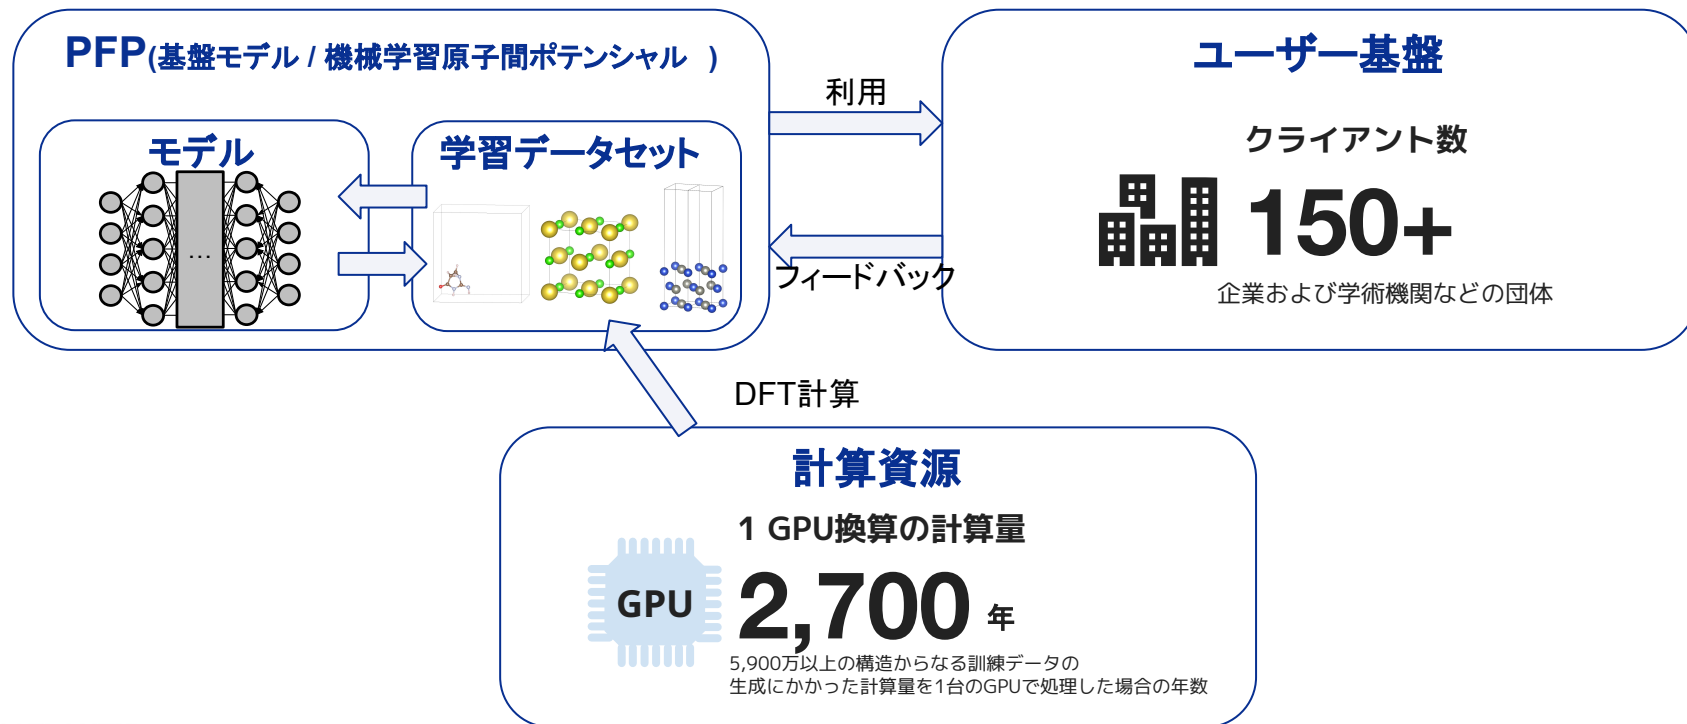 PFP(基盤モデル / 機械学習原子間ポテンシャル )
モデル
...
学習データセット
利用
フィードバック
ユーザー基盤
クライアント数
150+
企業および学術機関などの団体
DFT計算
計算資源
1 GPU換算の計算量
GPU
2,700 年
5,900万以上の構造からなる訓練データの
生成にかかった計算量を1台のGPUで処理した場合の年数